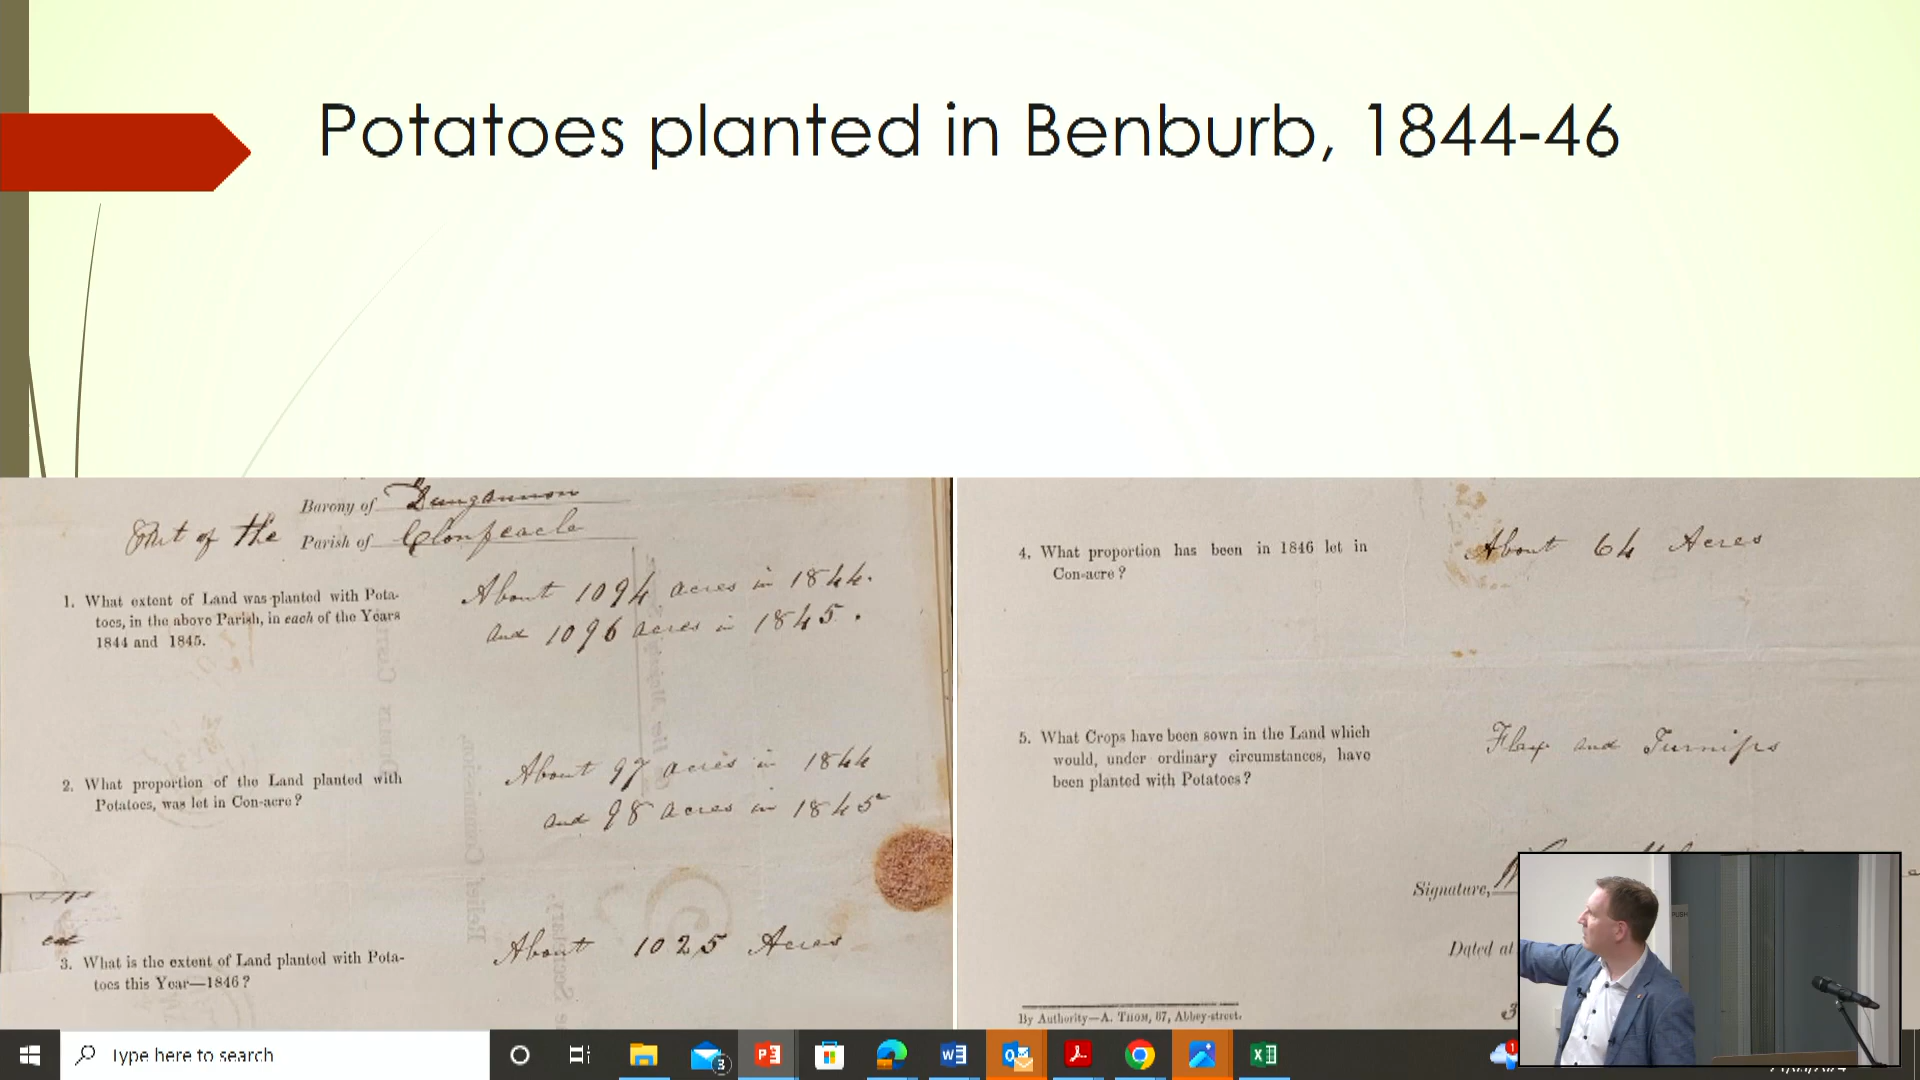 Potatoes planted in Benburb, 1844-46
Barony of Dungannon
Part of the Parish of Clonfeacle
1. What extent of Land was planted with Pota-
toes, in the above Parish, in each of the Years
1844 and 1845.
About 1094 acres in 1844.
and 1096 acres in 1845.
2. What proportion of the Land planted with
Potatoes, was let in Con-acre?
About 97 acres in 1844
and 98 acres in 1845
3. What is the extent of Land planted with Pota-
toes this Year—1846?
About 1025 Acres
4. What proportion has been in 1846 let in
Con-acre?
About 64 Acres
5. What Crops have been sown in the Land which
would, under ordinary circumstances, have
been planted with Potatoes?
Flax and Turnips
Signature,
Dated at
By Authority—A. THOM, 87, Abbey-street.
PUSH
Type here to search
3
1